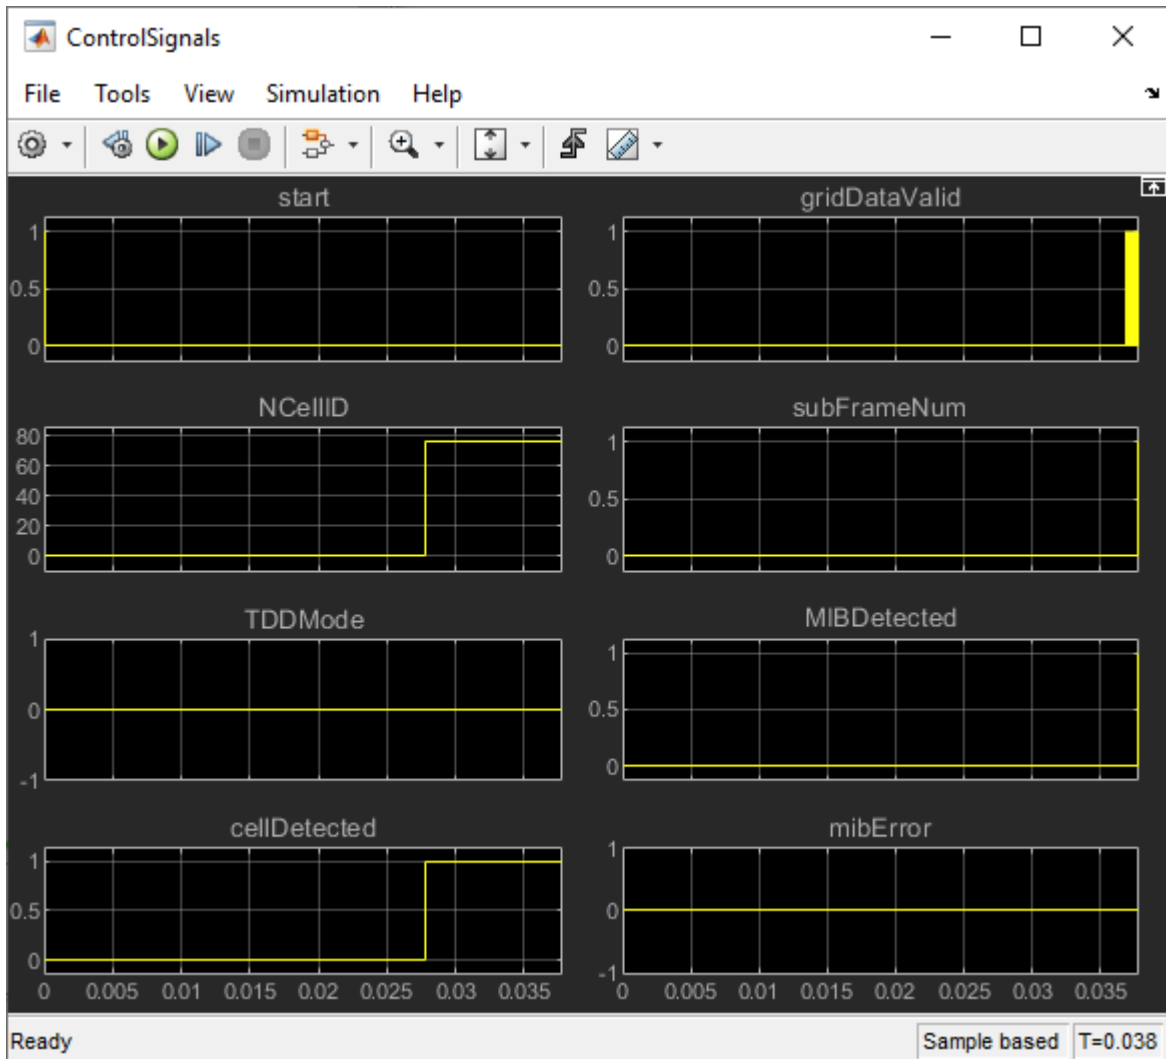 ControlSignals
File Tools View Simulation Help
start
1
0.5
0
gridDataValid
1
0.5
0
NCellID
80
60
40
20
0
subFrameNum
1
0.5
0
TDDMode
1
0
-1
MIBDetected
1
0.5
0
cellDetected
1
0.5
0
0 0.005 0.01 0.015 0.02 0.025 0.03 0.035
mibError
1
0
-1
0 0.005 0.01 0.015 0.02 0.025 0.03 0.035
Ready
Sample based T=0.038